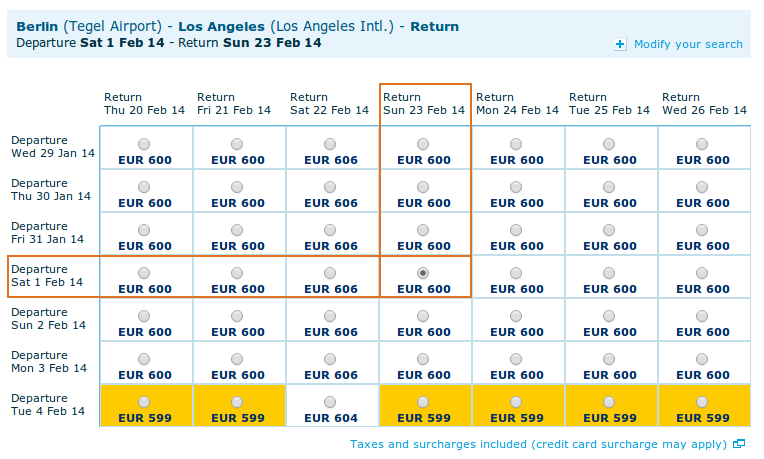 Berlin (Tegel Airport) - Los Angeles (Los Angeles Intl.) - Return
Departure Sat 1 Feb 14 - Return Sun 23 Feb 14
Modify your search
Return Return Return Return Return Return Return
Thu 20 Feb 14 Fri 21 Feb 14 Sat 22 Feb 14 Sun 23 Feb 14 Mon 24 Feb 14 Tue 25 Feb 14 Wed 26 Feb 14
Departure
Wed 29 Jan 14
EUR 600 EUR 600 EUR 606 EUR 600 EUR 600 EUR 600 EUR 600
Departure
Thu 30 Jan 14
EUR 600 EUR 600 EUR 606 EUR 600 EUR 600 EUR 600 EUR 600
Departure
Fri 31 Jan 14
EUR 600 EUR 600 EUR 606 EUR 600 EUR 600 EUR 600 EUR 600
Departure
Sat 1 Feb 14
EUR 600 EUR 600 EUR 606 EUR 600 EUR 600 EUR 600 EUR 600
Departure
Sun 2 Feb 14
EUR 600 EUR 600 EUR 606 EUR 600 EUR 600 EUR 600 EUR 600
Departure
Mon 3 Feb 14
EUR 600 EUR 600 EUR 606 EUR 600 EUR 600 EUR 600 EUR 600
Departure
Tue 4 Feb 14
EUR 599 EUR 599 EUR 604 EUR 599 EUR 599 EUR 599 EUR 599
Taxes and surcharges included (credit card surcharge may apply)